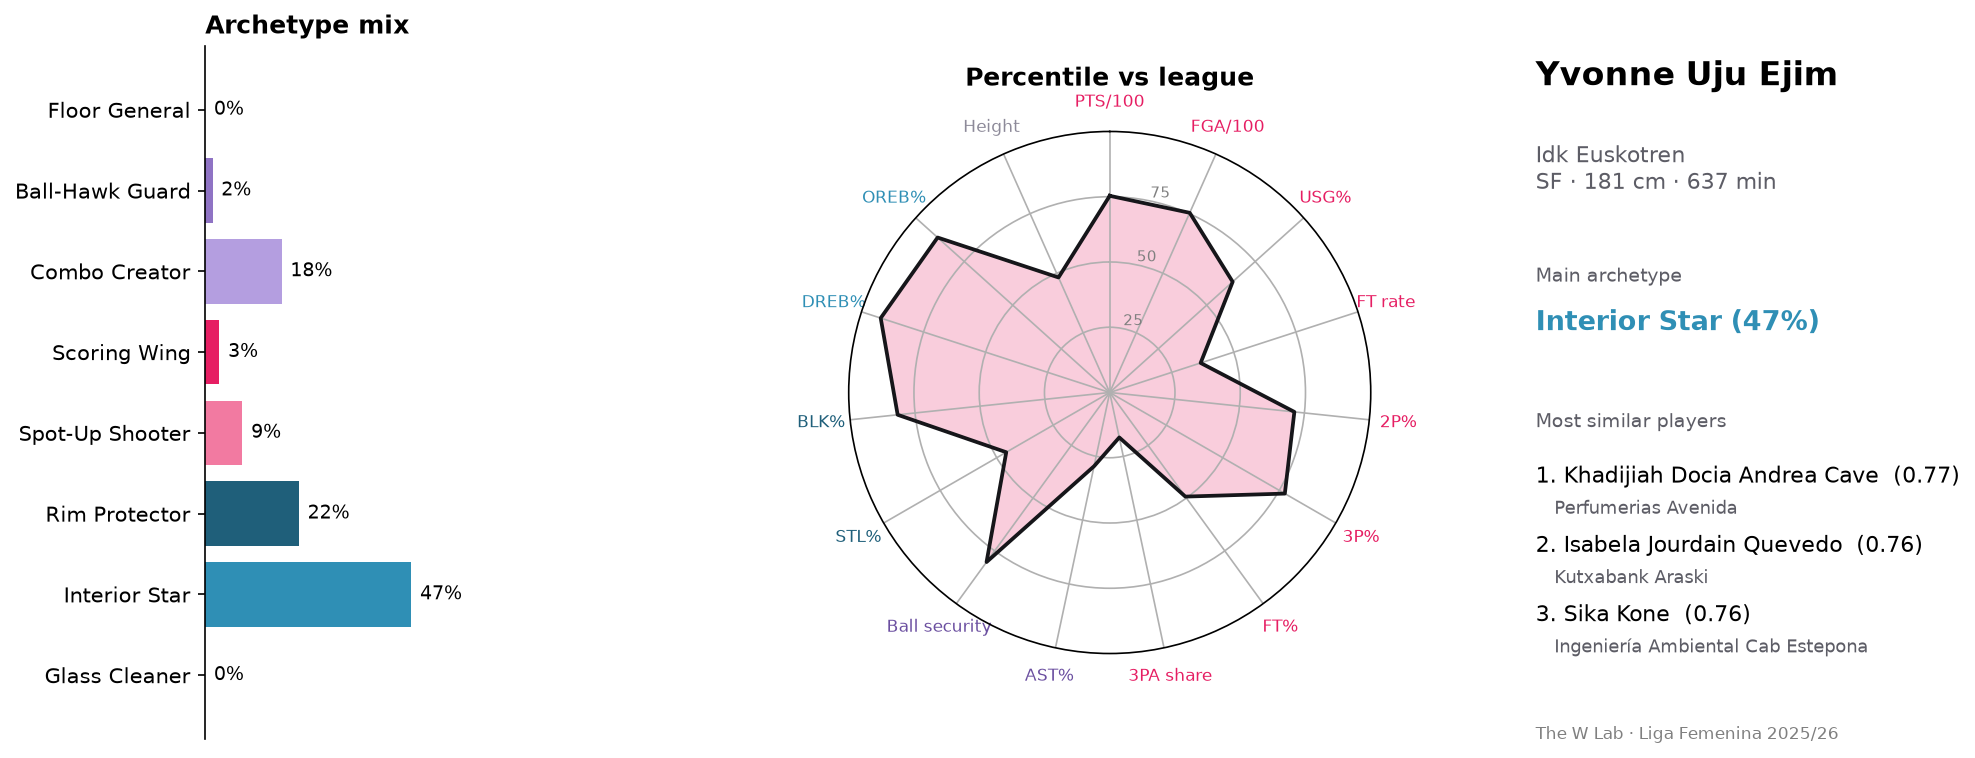 Archetype mix
Floor General
0%
Ball-Hawk Guard
2%
Combo Creator
18%
Scoring Wing
3%
Spot-Up Shooter
9%
Rim Protector
22%
Interior Star
47%
Glass Cleaner
0%
Percentile vs league
PTS/100
FGA/100
USG%
FT rate
2P%
3P%
FT%
3PA share
AST%
Ball security
STL%
BLK%
DREB%
OREB%
Height
75
50
25
Yvonne Uju Ejim
Idk Euskotren
SF · 181 cm · 637 min
Main archetype
Interior Star (47%)
Most similar players
1. Khadijiah Docia Andrea Cave (0.77)
Perfumerias Avenida
2. Isabela Jourdain Quevedo (0.76)
Kutxabank Araski
3. Sika Kone (0.76)
Ingeniería Ambiental Cab Estepona
The W Lab · Liga Femenina 2025/26